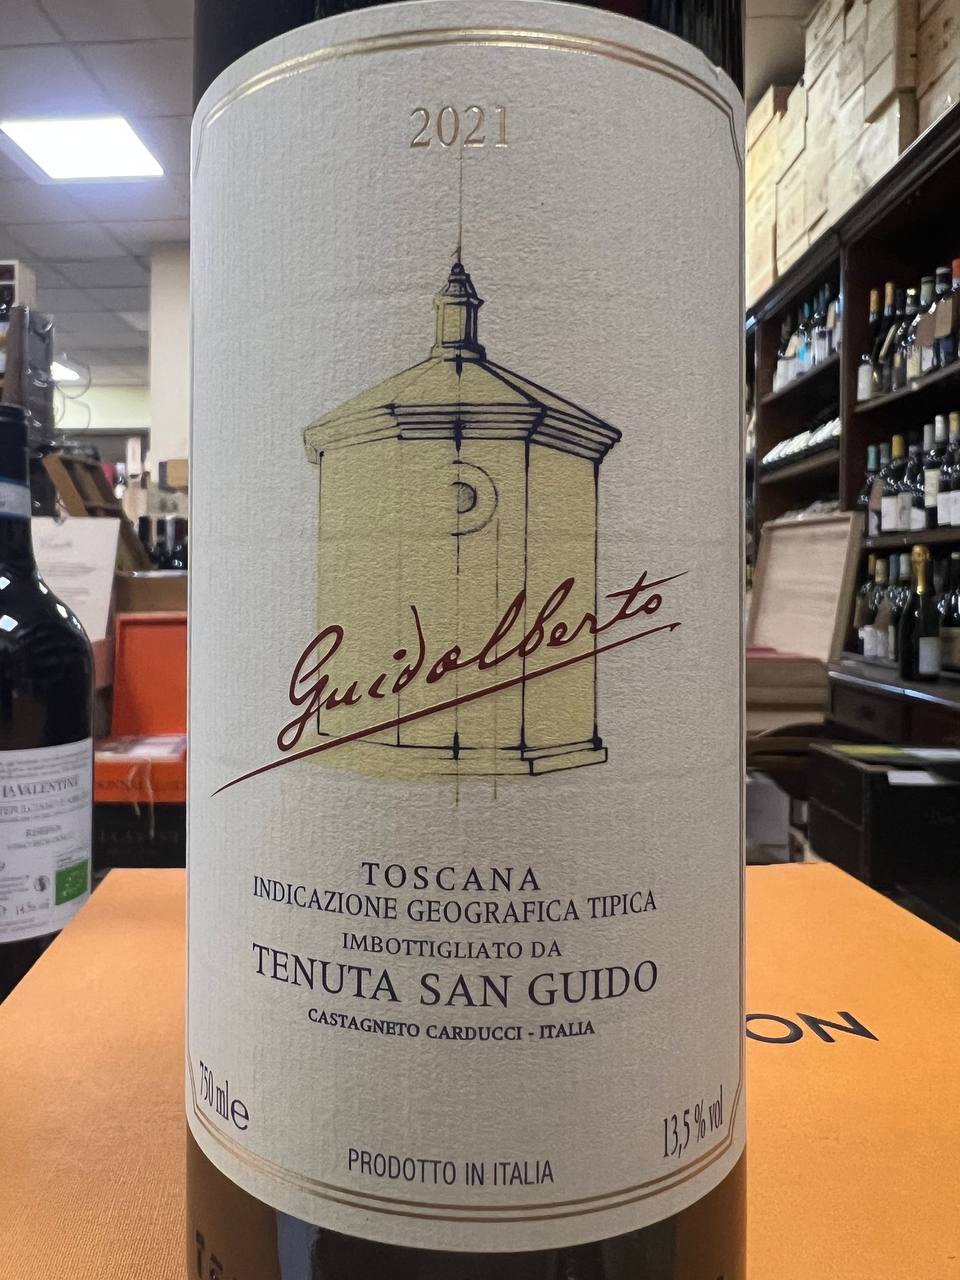 2021
Guidalberto
TOSCANA
INDICAZIONE GEOGRAFICA TIPICA
IMBOTTIGLIATO DA
TENUTA SAN GUIDO
CASTAGNETO CARDUCCI - ITALIA
750 ml e
13,5 % vol
PRODOTTO IN ITALIA
ON